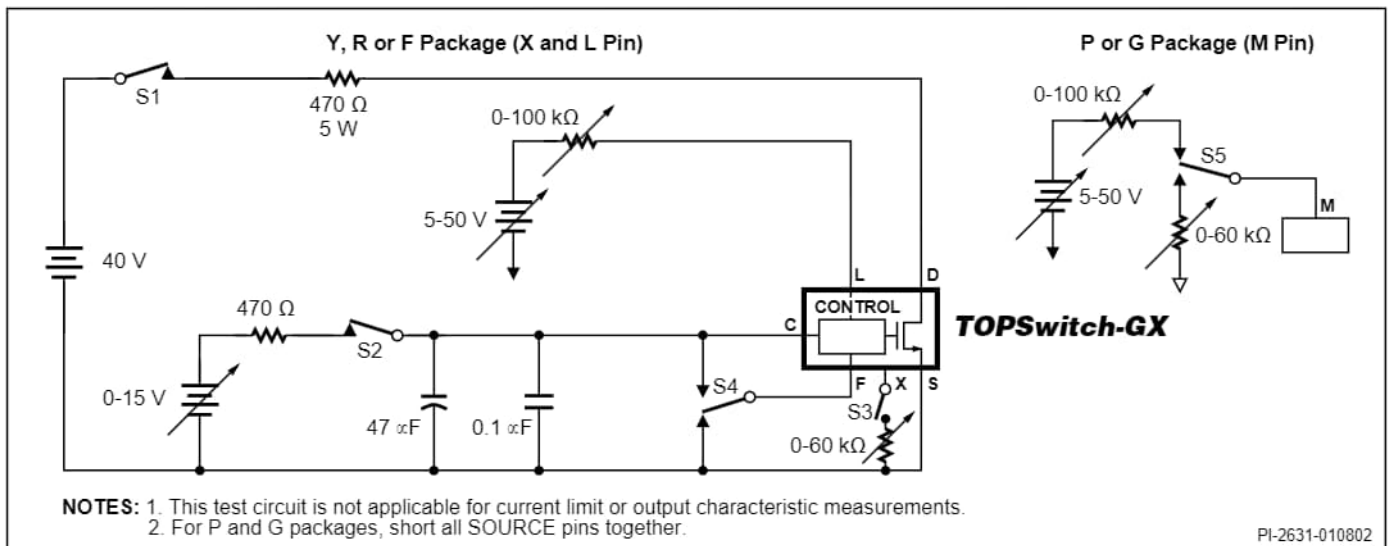 Y, R or F Package (X and L Pin)
P or G Package (M Pin)
S1
470 Ω
5 W
0-100 kΩ
5-50 V
40 V
470 Ω
S2
0-15 V
47 ∝F
0.1 ∝F
S4
L
D
CONTROL
C
TOPSwitch-GX
F
X
S
S3
0-60 kΩ
0-100 kΩ
S5
5-50 V
0-60 kΩ
M
NOTES: 1. This test circuit is not applicable for current limit or output characteristic measurements.
2. For P and G packages, short all SOURCE pins together.
PI-2631-010802